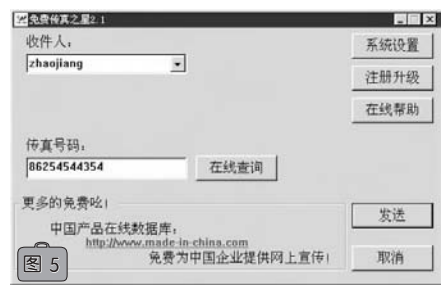 免费传真之星2.1
收件人:
系统设置
zhaojiang
注册升级
在线帮助
传真号码:
86254544354
在线查询
更多的免费吆!
发送
中国产品在线数据库:
http://www.made-in-china.com
免费为中国企业提供网上宣传!
取消
图 5